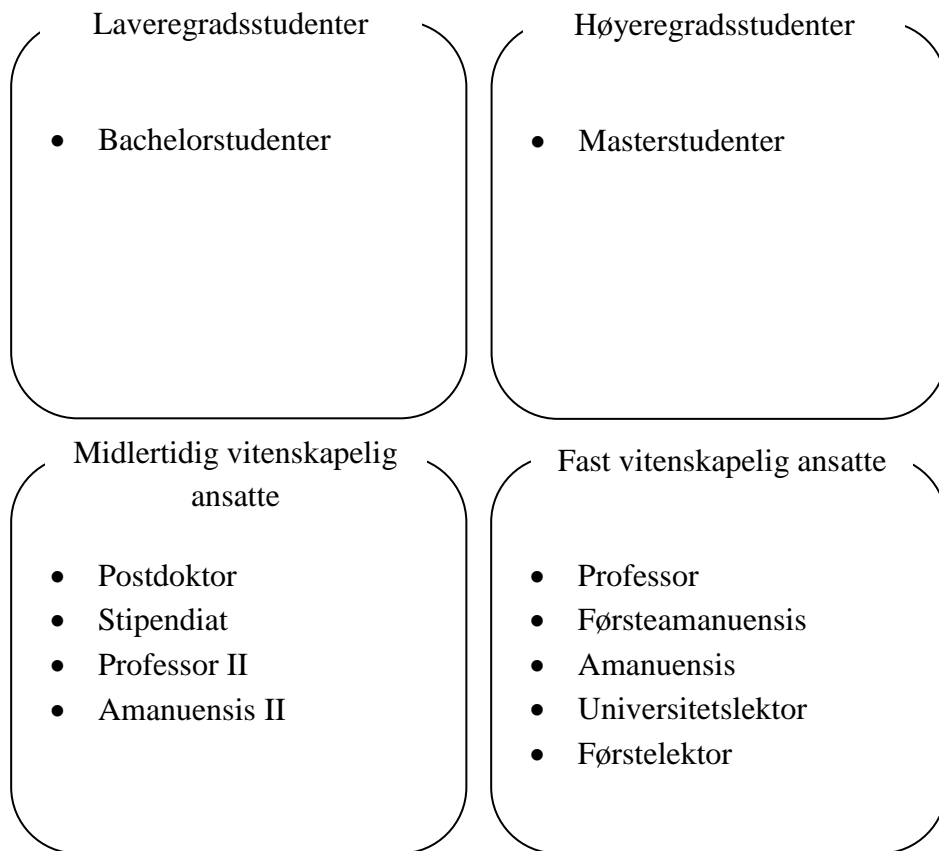 Laveregradsstudenter
• Bachelorstudenter
Høyeregradsstudenter
• Masterstudenter
Midlertidig vitenskapelig
ansatte
• Postdoktor
• Stipendiat
• Professor II
• Amanuensis II
Fast vitenskapelig ansatte
• Professor
• Førsteamanuensis
• Amanuensis
• Universitetslektor
• Førstelektor